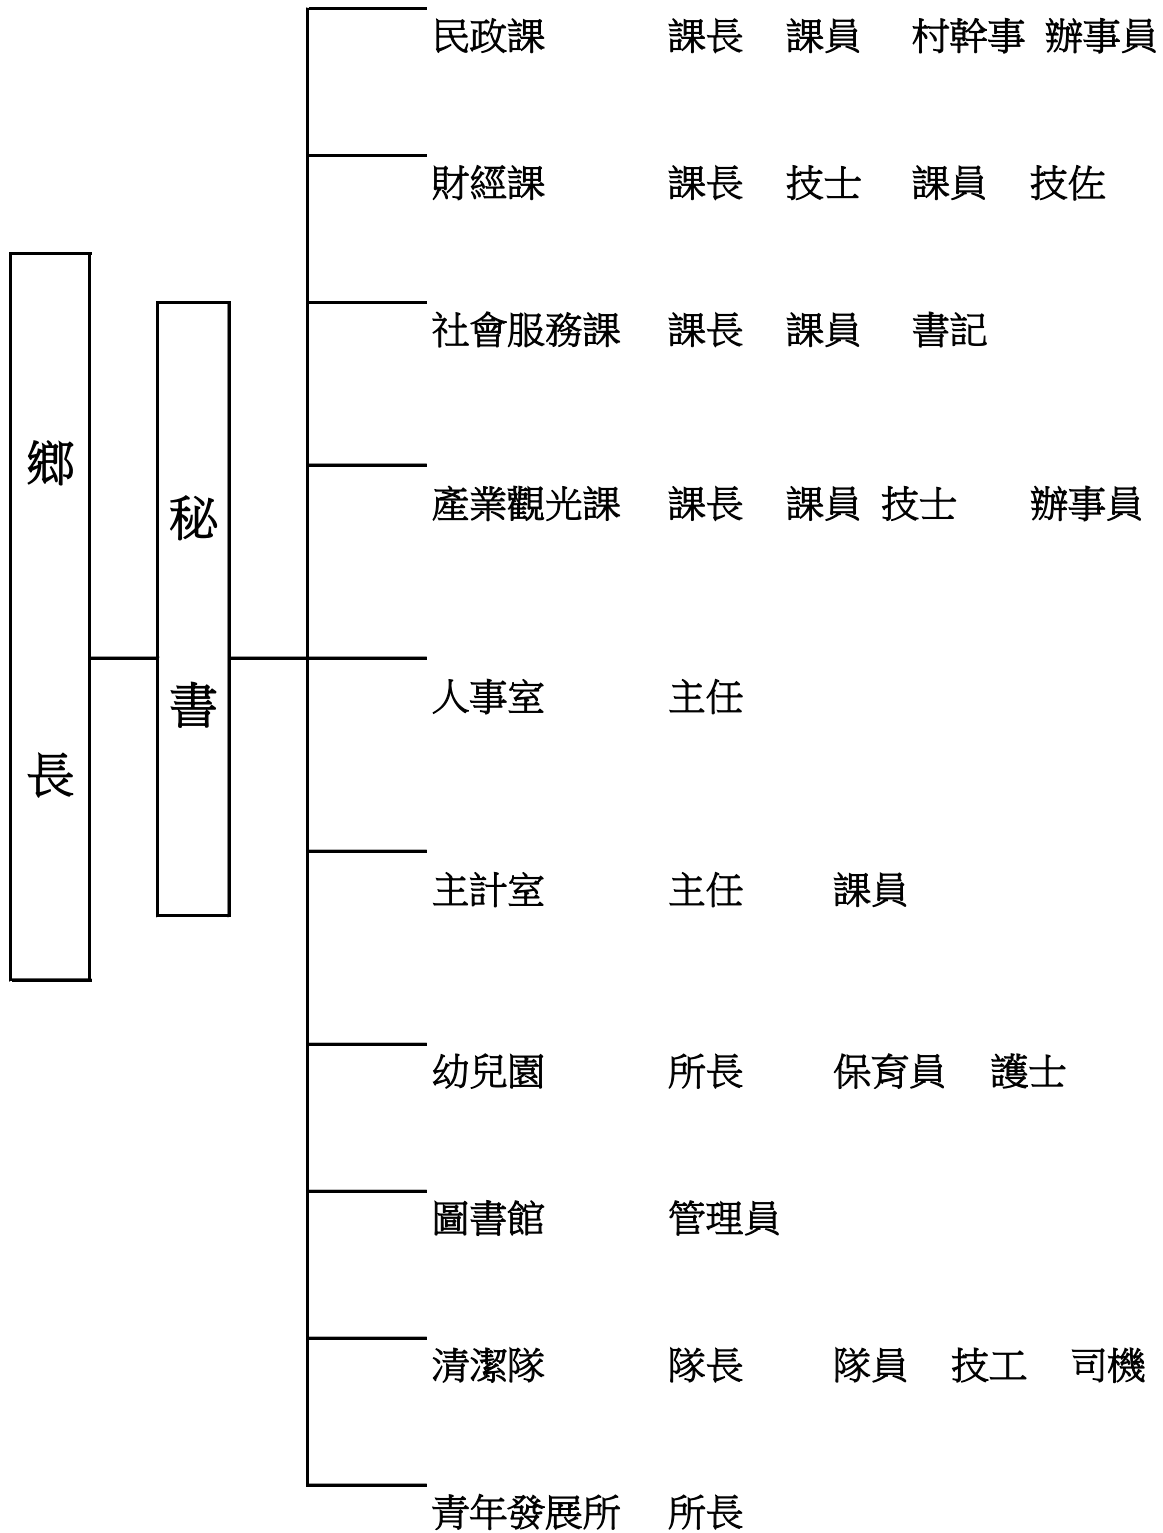 鄉長
秘書
民政課 課長 課員 村幹事 辦事員
財經課 課長 技士 課員 技佐
社會服務課 課長 課員 書記
產業觀光課 課長 課員 技士 辦事員
人事室 主任
主計室 主任 課員
幼兒園 所長 保育員 護士
圖書館 管理員
清潔隊 隊長 隊員 技工 司機
青年發展所 所長